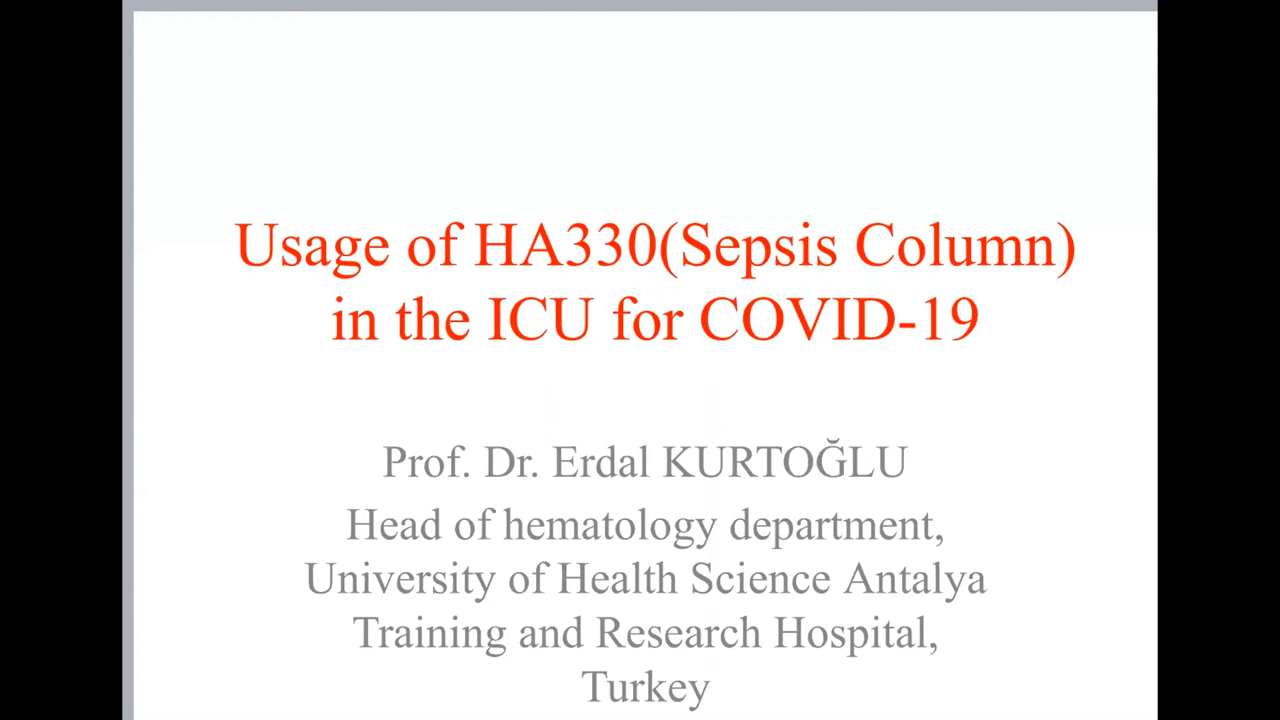 Usage of HA330(Sepsis Column)
in the ICU for COVID-19
Prof. Dr. Erdal KURTOĞLU
Head of hematology department,
University of Health Science Antalya
Training and Research Hospital,
Turkey